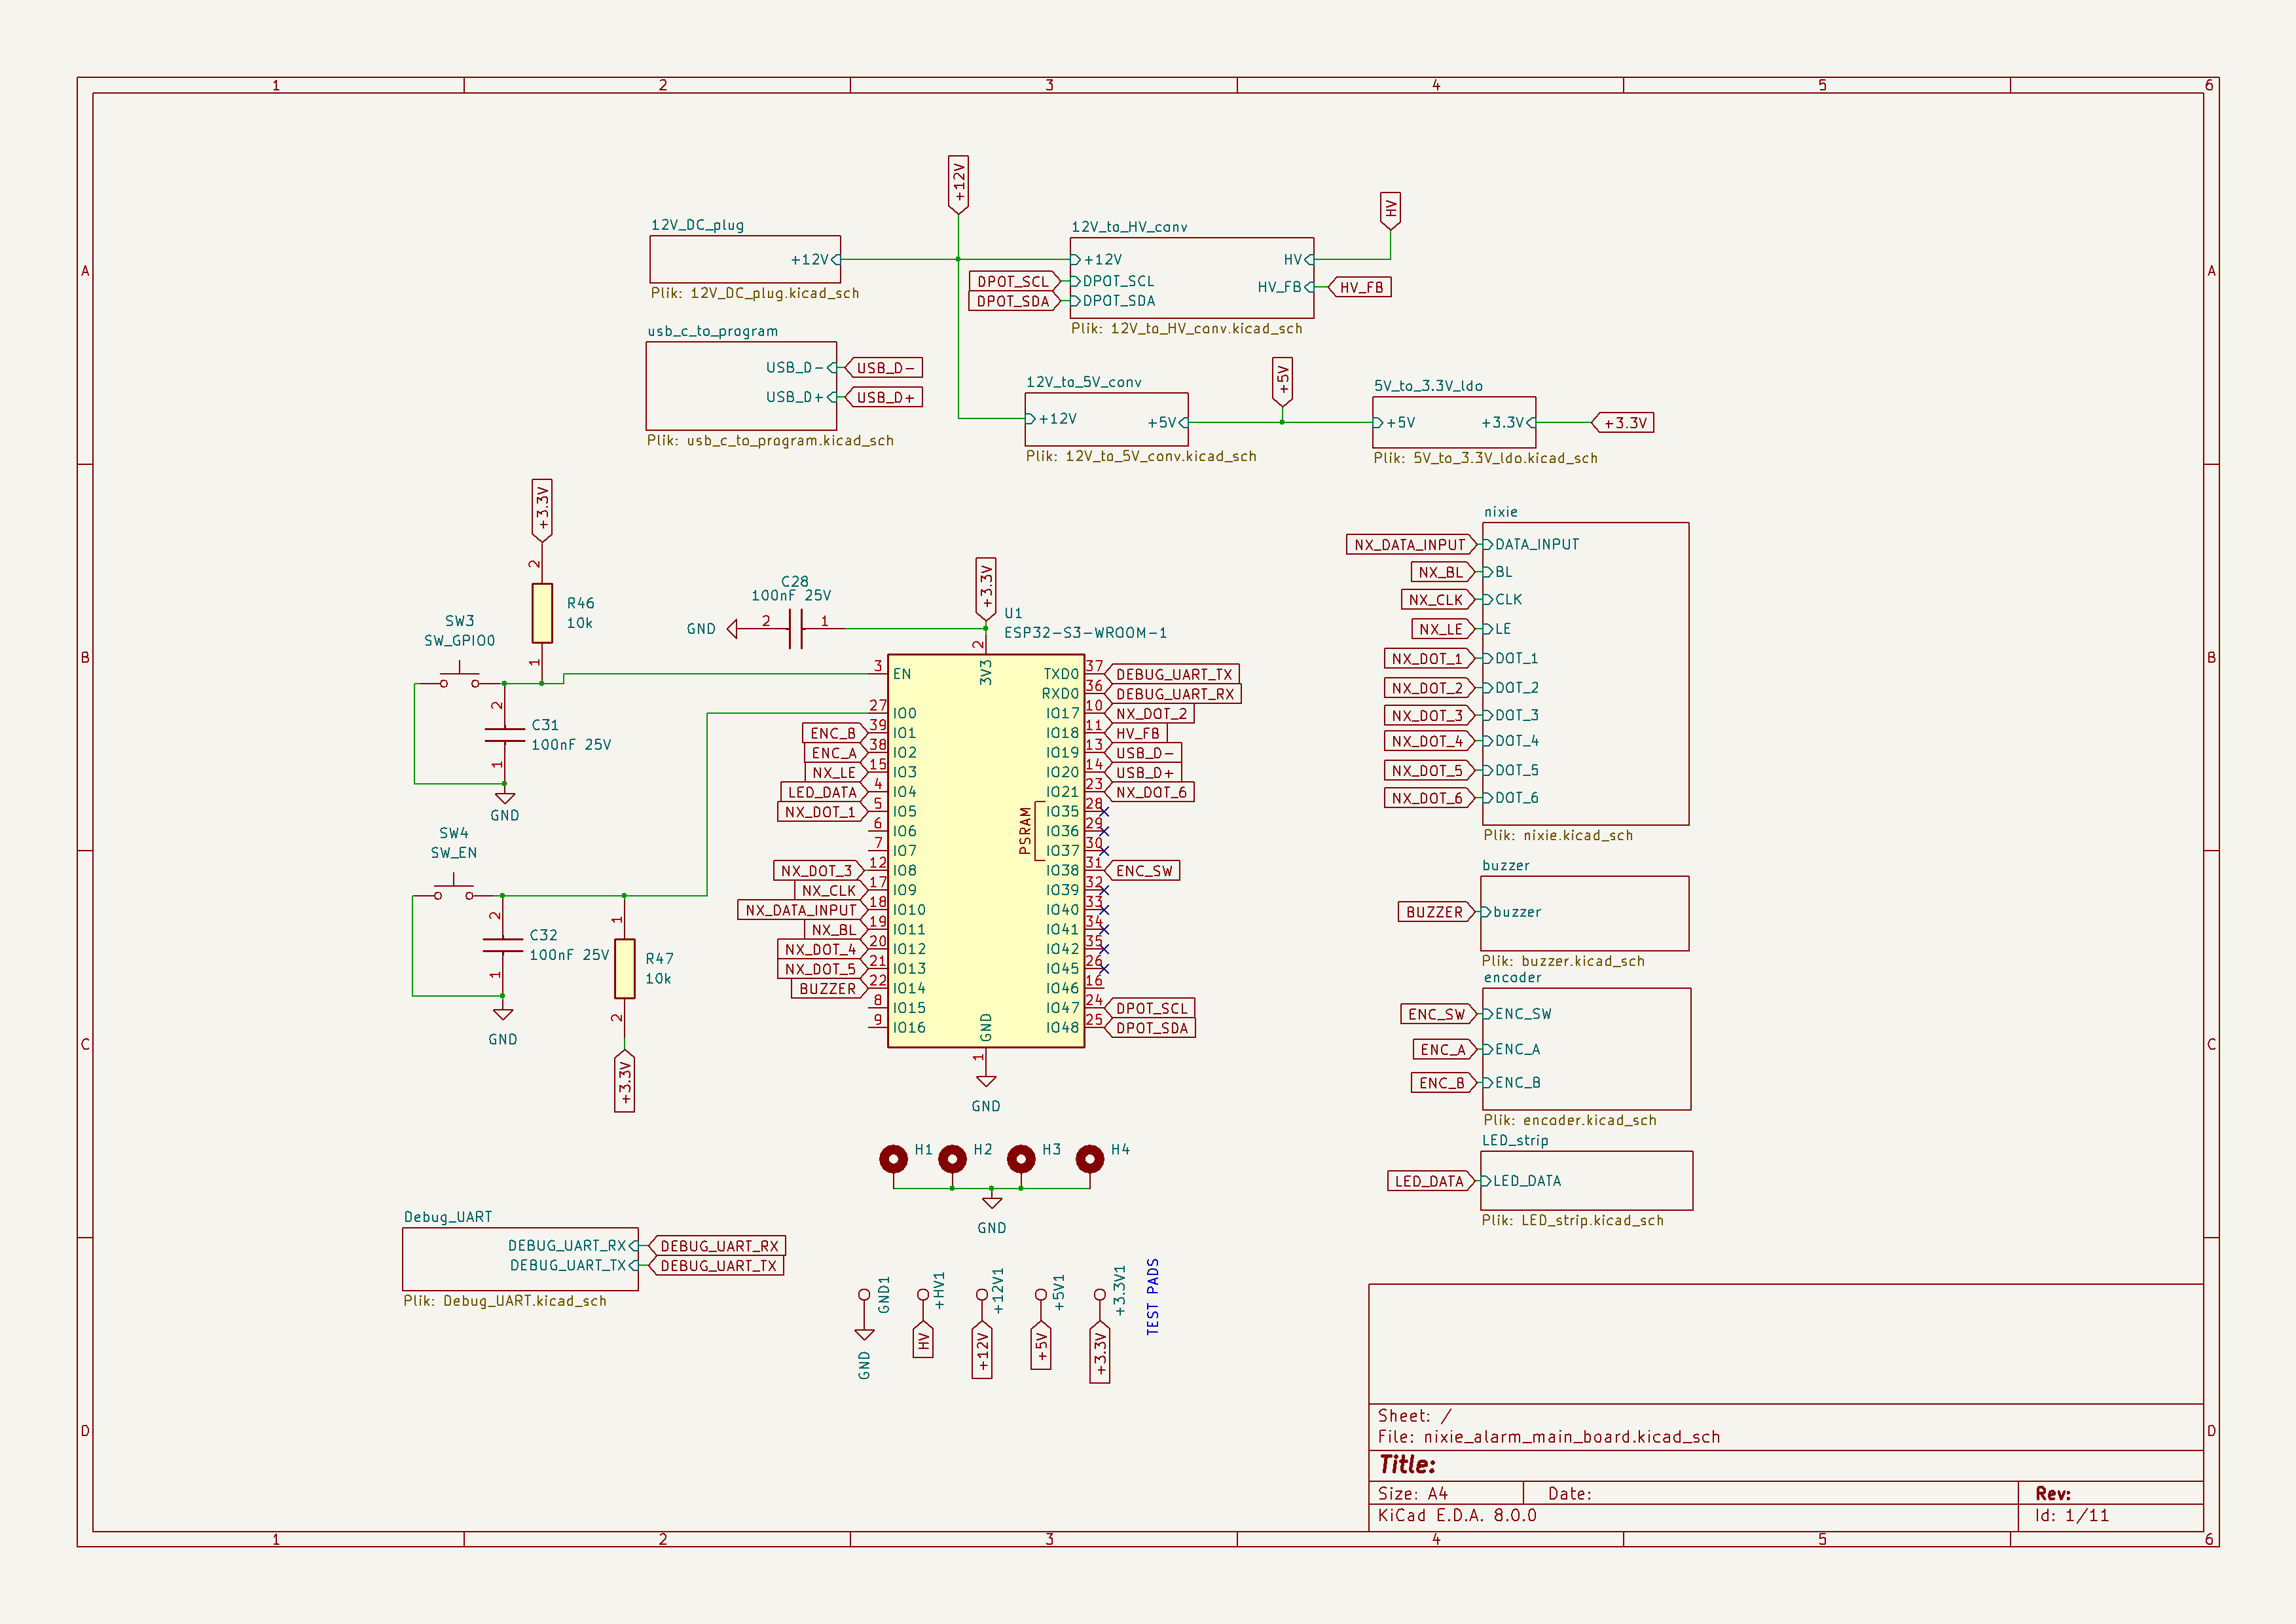 1 2 3 4 5 6
A A
B B
C C
D D
+12V
HV
12V_DC_plug
+12V
Plik: 12V_DC_plug.kicad_sch
12V_to_HV_conv
+12V
DPOT_SCL
DPOT_SDA
HV
HV_FB
DPOT_SCL
DPOT_SDA
HV_FB
Plik: 12V_to_HV_conv.kicad_sch
usb_c_to_program
USB_D-
USB_D+
USB_D-
USB_D+
Plik: usb_c_to_program.kicad_sch
12V_to_5V_conv
+12V
+5V
Plik: 12V_to_5V_conv.kicad_sch
+5V
5V_to_3.3V_ldo
+5V
+3.3V
+3.3V
Plik: 5V_to_3.3V_ldo.kicad_sch
+3.3V
2
R46
10k
1
SW3
SW_GPIO0
2
C31
100nF 25V
1
GND
SW4
SW_EN
2
C32
100nF 25V
1
GND
1
R47
10k
2
+3.3V
C28
100nF 25V
GND
2
1
+3.3V
U1
ESP32-S3-WROOM-1
2
3V3
3 EN
27 IO0
ENC_B 39 IO1
ENC_A 38 IO2
NX_LE 15 IO3
LED_DATA 4 IO4
NX_DOT_1 5 IO5
6 IO6
7 IO7
NX_DOT_3 12 IO8
NX_CLK 17 IO9
NX_DATA_INPUT 18 IO10
NX_BL 19 IO11
NX_DOT_4 20 IO12
NX_DOT_5 21 IO13
BUZZER 22 IO14
8 IO15
9 IO16
TXD0 37 DEBUG_UART_TX
RXD0 36 DEBUG_UART_RX
IO17 10 NX_DOT_2
IO18 11 HV_FB
IO19 13 USB_D-
IO20 14 USB_D+
IO21 23 NX_DOT_6
IO35 28
IO36 29
IO37 30
PSRAM
IO38 31 ENC_SW
IO39 32
IO40 33
IO41 34
IO42 35
IO45 26
IO46 16
IO47 24 DPOT_SCL
IO48 25 DPOT_SDA
GND
1
GND
nixie
NX_DATA_INPUT DATA_INPUT
NX_BL BL
NX_CLK CLK
NX_LE LE
NX_DOT_1 DOT_1
NX_DOT_2 DOT_2
NX_DOT_3 DOT_3
NX_DOT_4 DOT_4
NX_DOT_5 DOT_5
NX_DOT_6 DOT_6
Plik: nixie.kicad_sch
buzzer
BUZZER buzzer
Plik: buzzer.kicad_sch
encoder
ENC_SW ENC_SW
ENC_A ENC_A
ENC_B ENC_B
Plik: encoder.kicad_sch
LED_strip
LED_DATA LED_DATA
Plik: LED_strip.kicad_sch
H1 H2 H3 H4
GND
Debug_UART
DEBUG_UART_RX DEBUG_UART_RX
DEBUG_UART_TX DEBUG_UART_TX
Plik: Debug_UART.kicad_sch
GND1
GND
+HV1
HV
+12V1
+12V
+5V1
+5V
+3.3V1
+3.3V
TEST PADS
Sheet: /
File: nixie_alarm_main_board.kicad_sch
Title:
Size: A4 Date: Rev:
KiCad E.D.A. 8.0.0 Id: 1/11
1 2 3 4 5 6